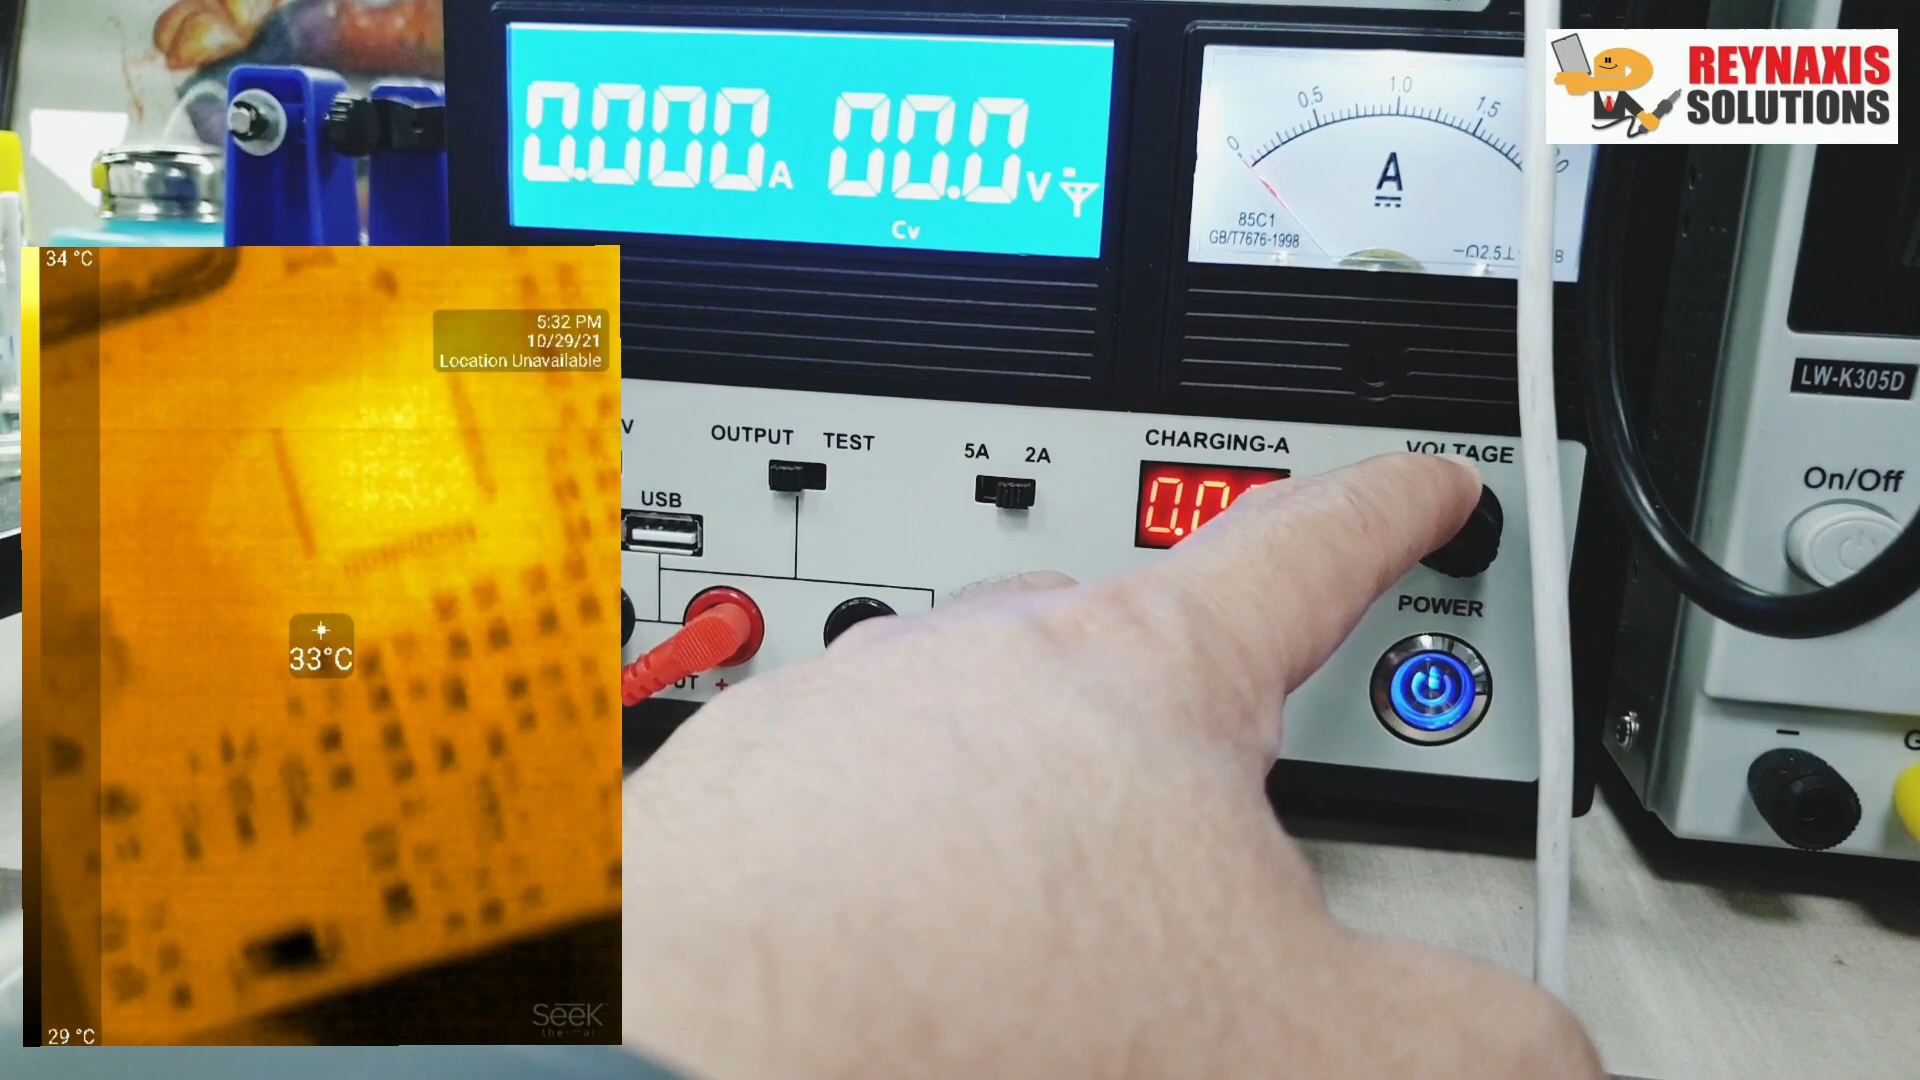 0.000A 00.0V
Cv
0 0.5 1.0 1.5
A
85C1
GB/T7676-1998
REYNAXIS
SOLUTIONS
34 °C
5:32 PM
10/29/21
Location Unavailable
33°C
29 °C
Seek
thermal
V
OUTPUT TEST
5A 2A
CHARGING-A
VOLTAGE
USB
POWER
+
LW-K305D
On/Off